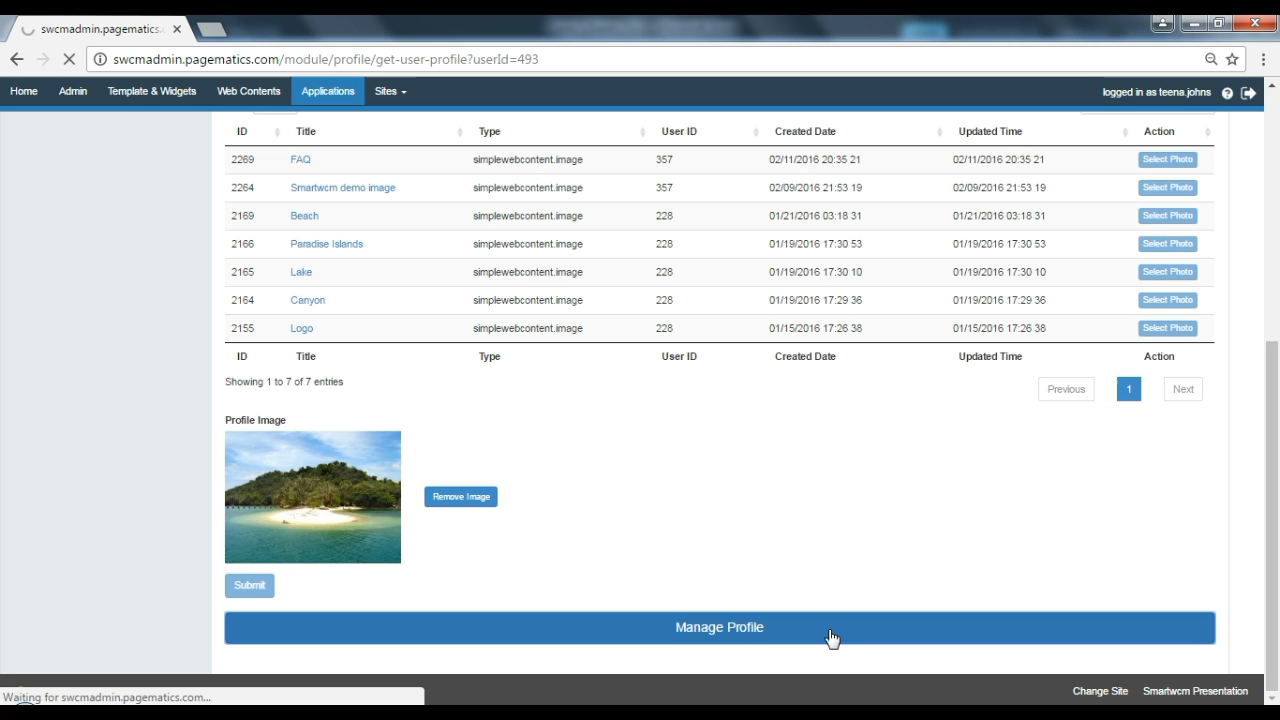 swcmadmin.pagematics.
swcmadmin.pagematics.com/module/profile/get-user-profile?userId=493
Home Admin Template & Widgets Web Contents Applications Sites logged in as teena.johns
ID Title Type User ID Created Date Updated Time Action
2269 FAQ simplewebcontent.image 357 02/11/2016 20:35 21 02/11/2016 20:35 21 Select Photo
2264 Smartwcm demo image simplewebcontent.image 357 02/09/2016 21:53 19 02/09/2016 21:53 19 Select Photo
2169 Beach simplewebcontent.image 228 01/21/2016 03:18 31 01/21/2016 03:18 31 Select Photo
2166 Paradise Islands simplewebcontent.image 228 01/19/2016 17:30 53 01/19/2016 17:30 53 Select Photo
2165 Lake simplewebcontent.image 228 01/19/2016 17:30 10 01/19/2016 17:30 10 Select Photo
2164 Canyon simplewebcontent.image 228 01/19/2016 17:29 36 01/19/2016 17:29 36 Select Photo
2155 Logo simplewebcontent.image 228 01/15/2016 17:26 38 01/15/2016 17:26 38 Select Photo
ID Title Type User ID Created Date Updated Time Action
Showing 1 to 7 of 7 entries
Previous 1 Next
Profile Image
Remove Image
Submit
Manage Profile
Change Site Smartwcm Presentation
Waiting for swcmadmin.pagematics.com...